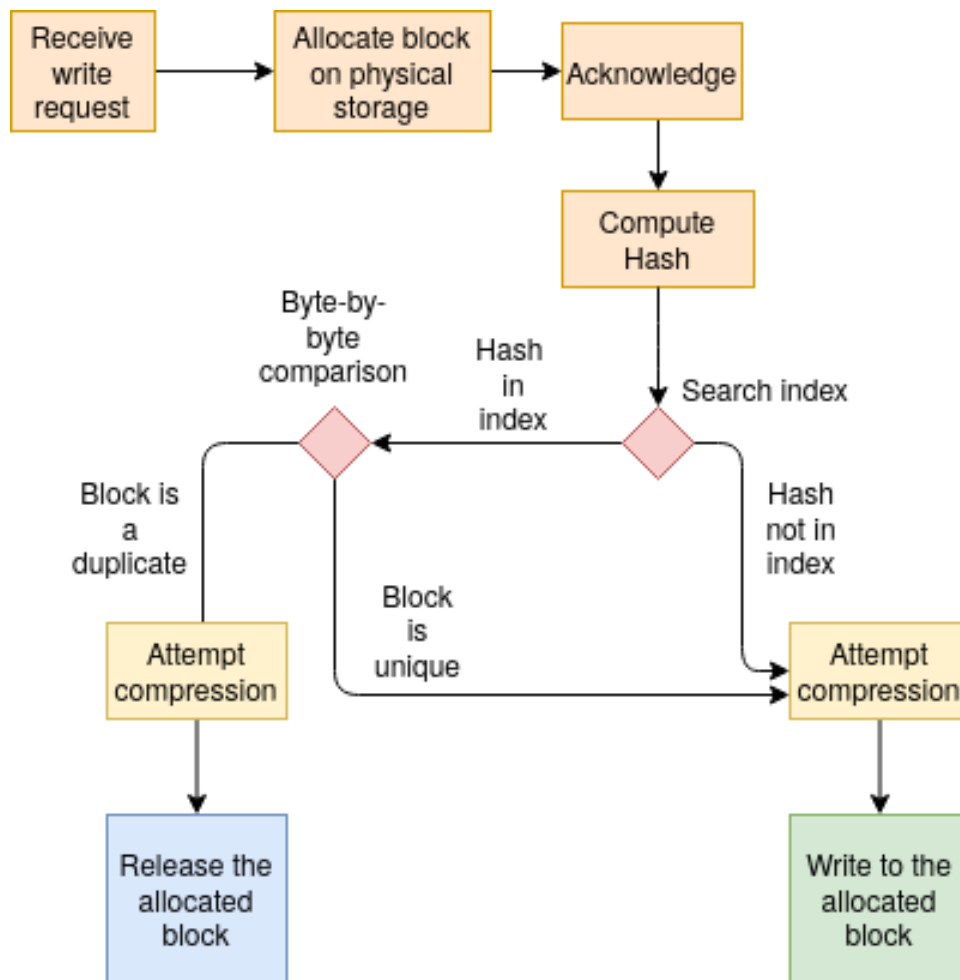 Receive
write
request
Allocate block
on physical
storage
Acknowledge
Compute
Hash
Byte-by-
byte
comparison
Hash
in
index
Search index
Block is
a
duplicate
Hash
not in
index
Block
is
unique
Attempt
compression
Attempt
compression
Release the
allocated
block
Write to the
allocated
block